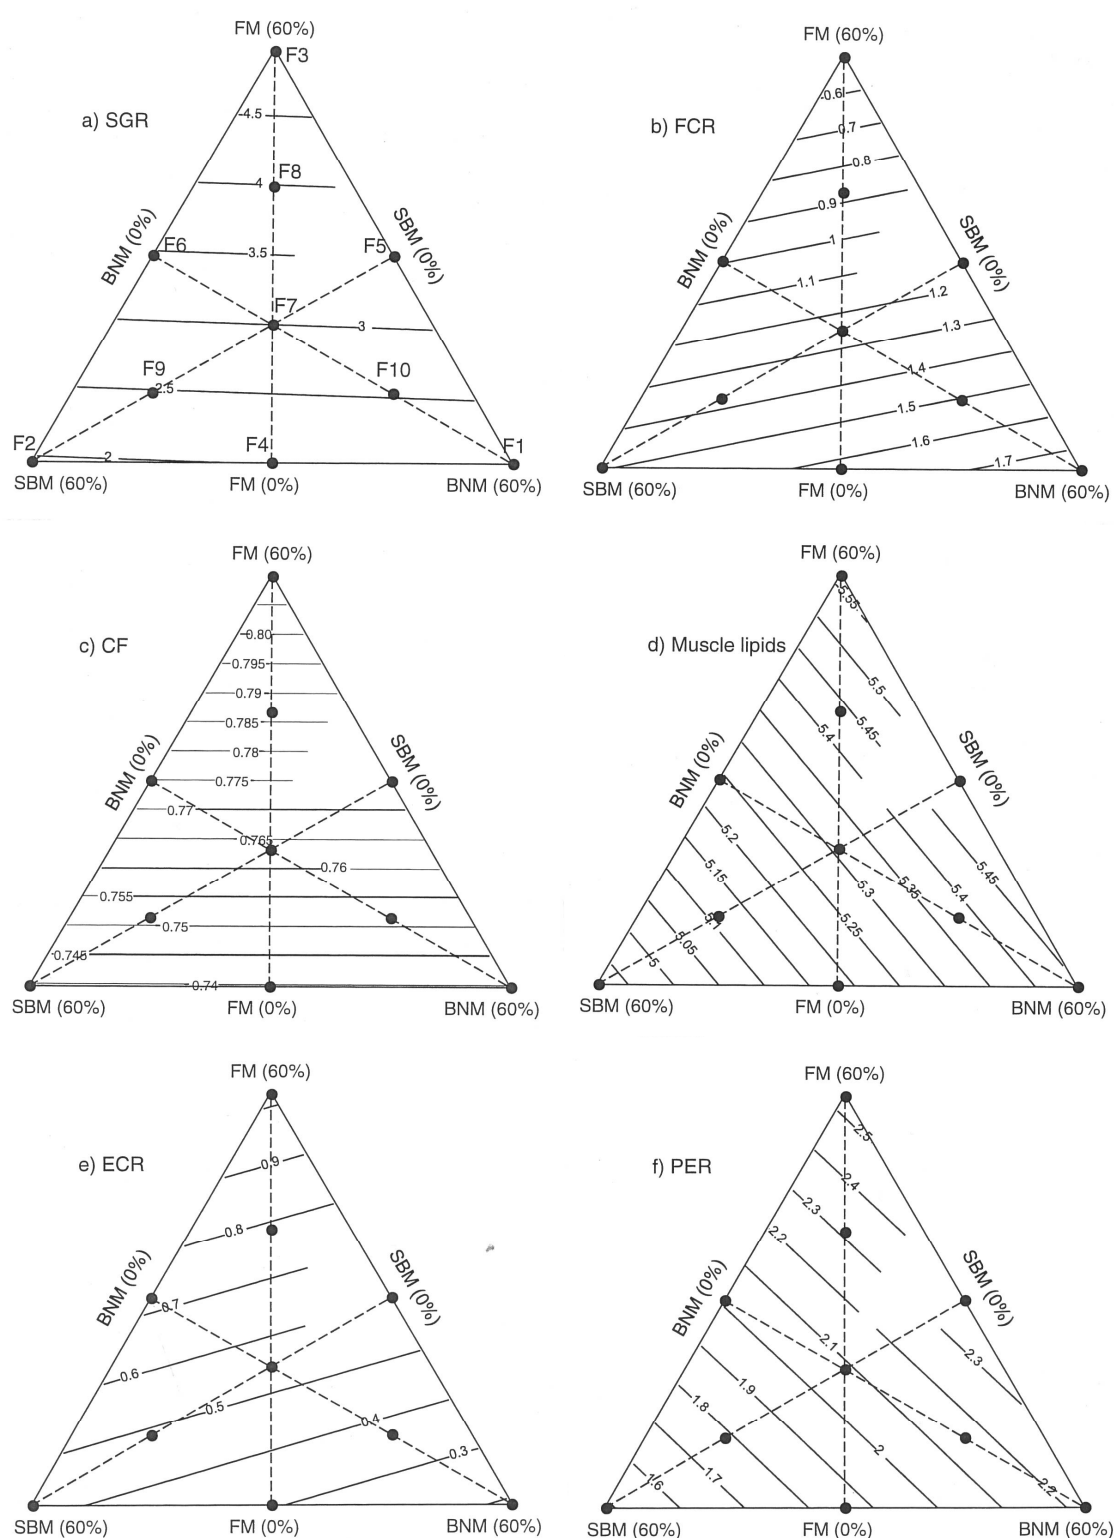 FM (60%)
F3
a) SGR
4.5
4
F8
BNM (0%)
SBM (0%)
F6
3.5
F5
F7
3
F9
2.5
F10
F2
2
F4
F1
SBM (60%)
FM (0%)
BNM (60%)
FM (60%)
b) FCR
0.6
0.7
0.8
0.9
BNM (0%)
SBM (0%)
1
1.1
1.2
1.3
1.4
1.5
1.6
1.7
SBM (60%)
FM (0%)
BNM (60%)
FM (60%)
c) CF
0.80
0.795
0.79
0.785
BNM (0%)
SBM (0%)
0.78
0.775
0.77
0.765
0.76
0.755
0.75
0.745
0.74
SBM (60%)
FM (0%)
BNM (60%)
FM (60%)
d) Muscle lipids
5.55
5.5
5.45
5.4
BNM (0%)
SBM (0%)
5.2
5.15
5.1
5.05
5
5.25
5.3
5.35
5.4
5.45
SBM (60%)
FM (0%)
BNM (60%)
FM (60%)
e) ECR
0.9
0.8
BNM (0%)
SBM (0%)
0.7
0.6
0.5
0.4
0.3
SBM (60%)
FM (0%)
BNM (60%)
FM (60%)
f) PER
2.5
2.4
2.3
2.2
BNM (0%)
SBM (0%)
2.1
2.3
1.9
1.8
2
1.7
1.6
2.2
SBM (60%)
FM (0%)
BNM (60%)